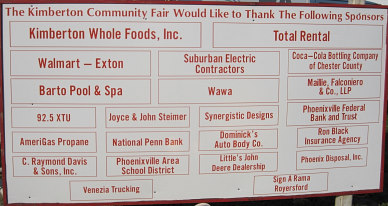 The Kimberton Community Fair Would Like to Thank The Following Sponsors
Kimberton Whole Foods, Inc.
Total Rental
Walmart - Exton
Suburban Electric
Contractors
Coca-Cola Bottling Company
of Chester County
Barto Pool & Spa
Wawa
Maillie, Falconiero
& Co., LLP
92.5 XTU
Joyce & John Steimer
Synergistic Designs
Phoenixville Federal
Bank and Trust
AmeriGas Propane
National Penn Bank
Dominick's
Auto Body Co.
Ron Black
Insurance Agency
C. Raymond Davis
& Sons, Inc.
Phoenixville Area
School District
Little's John
Deere Dealership
Phoenix Disposal, Inc.
Venezia Trucking
Sign A Rama
Royersford